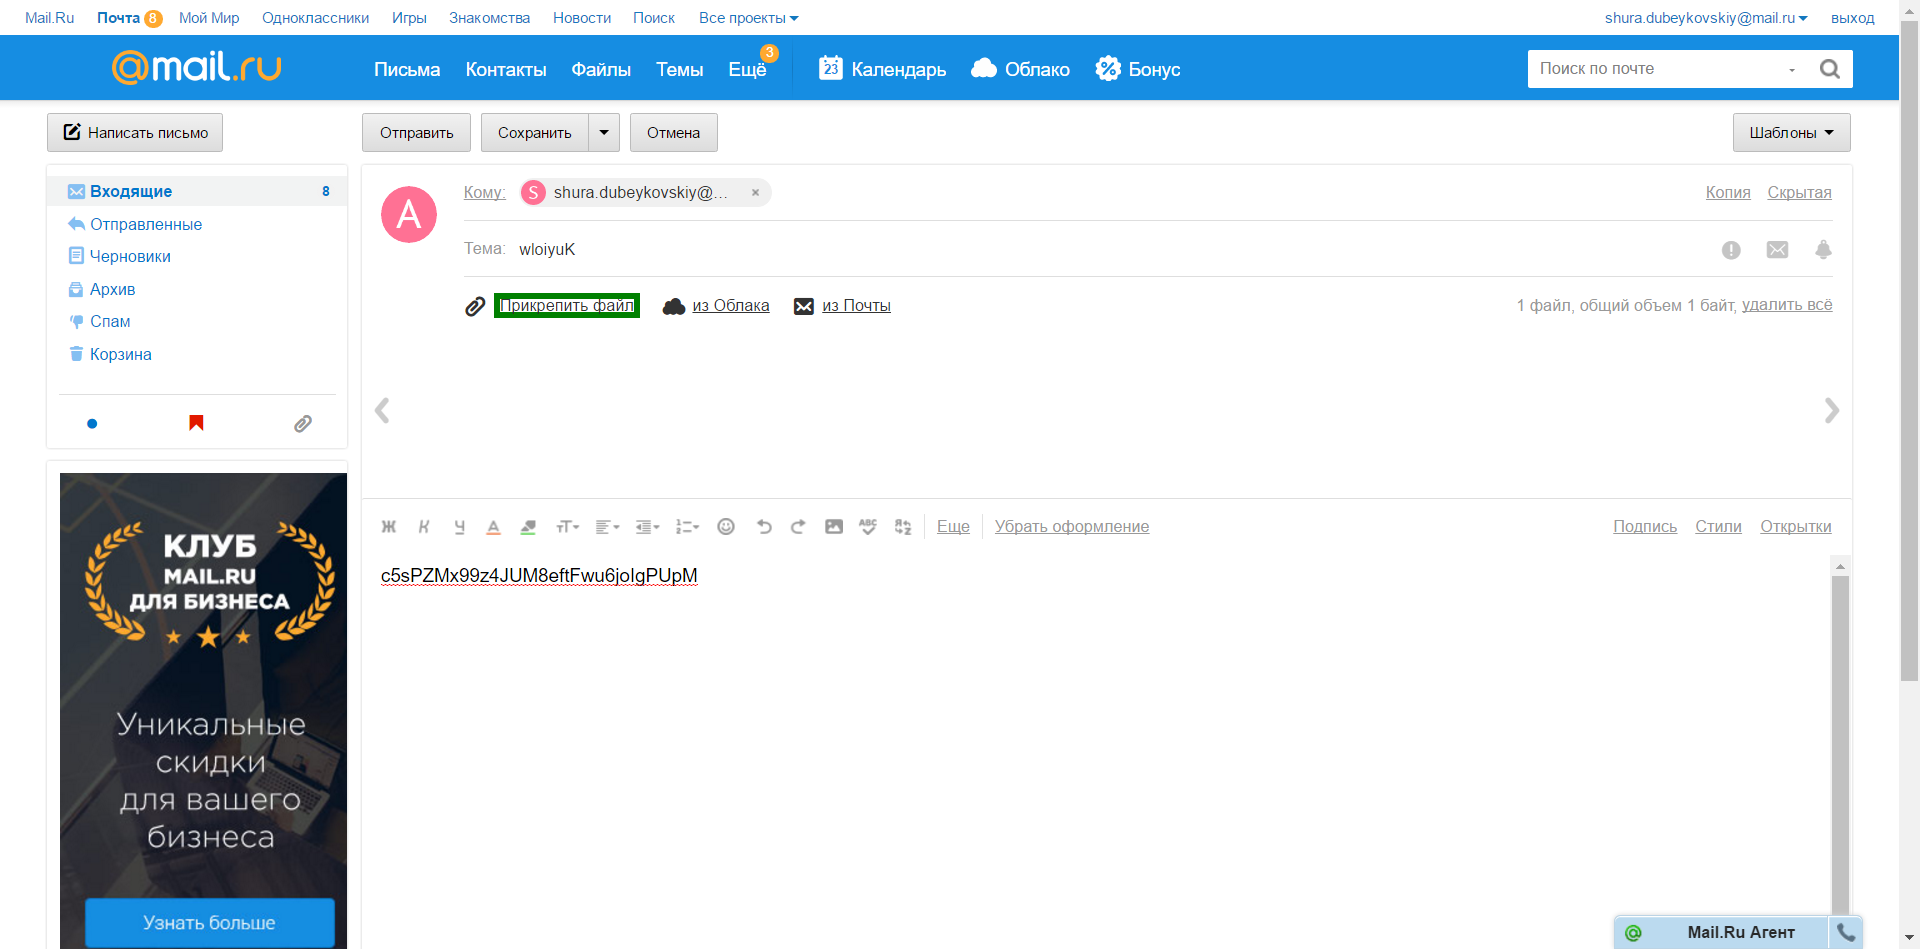 Mail.Ru Почта 8 Мой Мир Одноклассники Игры Знакомства Новости Поиск Все проекты shura.dubeykovskiy@mail.ru выход
@mail.ru Письма Контакты Файлы Темы Ещё 3 23 Календарь Облако Бонус Поиск по почте
Написать письмо Отправить Сохранить Отмена Шаблоны
Входящие 8
Отправленные
Черновики
Архив
Спам
Корзина
A
Кому: S shura.dubeykovskiy@... × Копия Скрытая
Тема: wloiyuK
Прикрепить файл из Облака из Почты 1 файл, общий объем 1 байт, удалить всё
Ж К Ч А тТ ABC Еще Убрать оформление Подпись Стили Открытки
c5sPZMx99z4JUM8eftFwu6joIgPUpM
КЛУБ
MAIL.RU
ДЛЯ БИЗНЕСА
Уникальные
скидки
для вашего
бизнеса
Узнать больше
@ Mail.Ru Агент